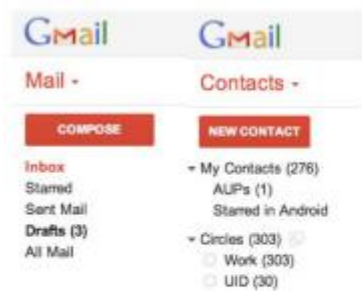 Gmail
Mail
COMPOSE
Inbox
Starred
Sent Mail
Drafts (3)
All Mail
Gmail
Contacts
NEW CONTACT
My Contacts (276)
AUPs (1)
Starred in Android
Circles (303)
Work (303)
UID (30)